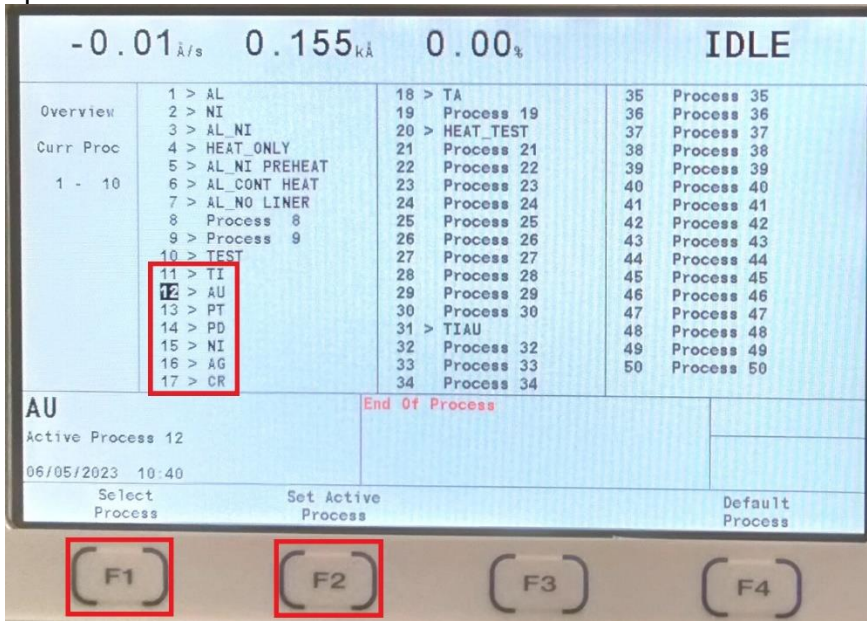 -0.01 Å/s 0.155 kÅ 0.00 % IDLE
Overview
Curr Proc
1 - 10
1 > AL
2 > NI
3 > AL_NI
4 > HEAT_ONLY
5 > AL_NI PREHEAT
6 > AL_CONT HEAT
7 > AL_NO LINER
8 Process 8
9 > Process 9
10 > TEST
11 > TI
12 > AU
13 > PT
14 > PD
15 > NI
16 > AG
17 > CR
18 > TA
19 Process 19
20 > HEAT_TEST
21 Process 21
22 Process 22
23 Process 23
24 Process 24
25 Process 25
26 Process 26
27 Process 27
28 Process 28
29 Process 29
30 Process 30
31 > TIAU
32 Process 32
33 Process 33
34 Process 34
35 Process 35
36 Process 36
37 Process 37
38 Process 38
39 Process 39
40 Process 40
41 Process 41
42 Process 42
43 Process 43
44 Process 44
45 Process 45
46 Process 46
47 Process 47
48 Process 48
49 Process 49
50 Process 50
AU
Active Process 12
06/05/2023 10:40
End Of Process
Select
Process
Set Active
Process
Default
Process
F1 F2 F3 F4